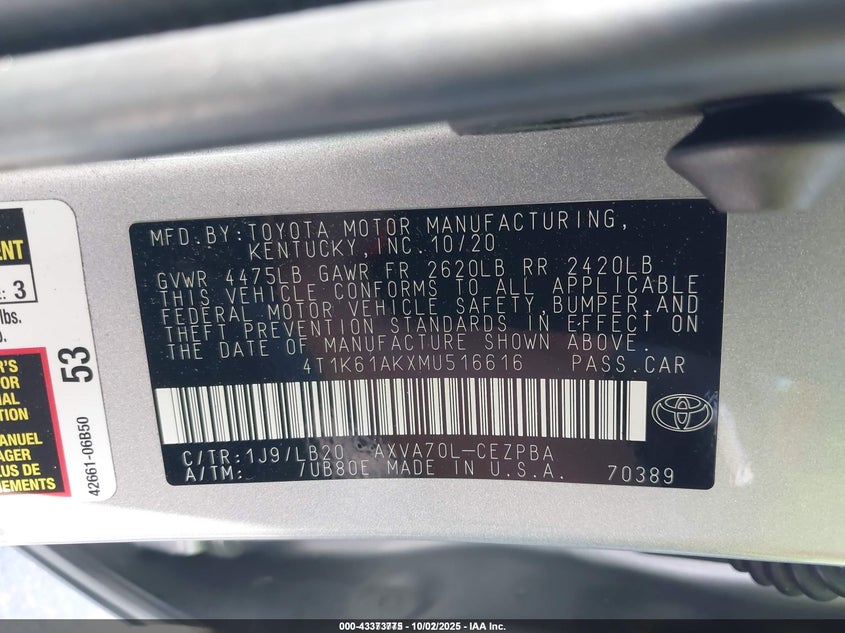 MFD.BY:TOYOTA MOTOR MANUFACTURING,
KENTUCKY,INC.10/20
GVWR 4475LB GAWR FR 2620LB RR 2420LB
THIS VEHICLE CONFORMS TO ALL APPLICABLE
FEDERAL MOTOR VEHICLE SAFETY,BUMPER,AND
THEFT PREVENTION STANDARDS IN EFFECT ON
THE DATE OF MANUFACTURE SHOWN ABOVE.
4T1K61AKXMU516616 PASS.CAR
C/TR:1J9/LB20 AXVA70L-CEZPBA
A/TM: /UB80E MADE IN U.S.A. 70389
3
lbs.
53
42661-06B50
MANUEL
000-43373775 - 10/02/2025 - IAA Inc.